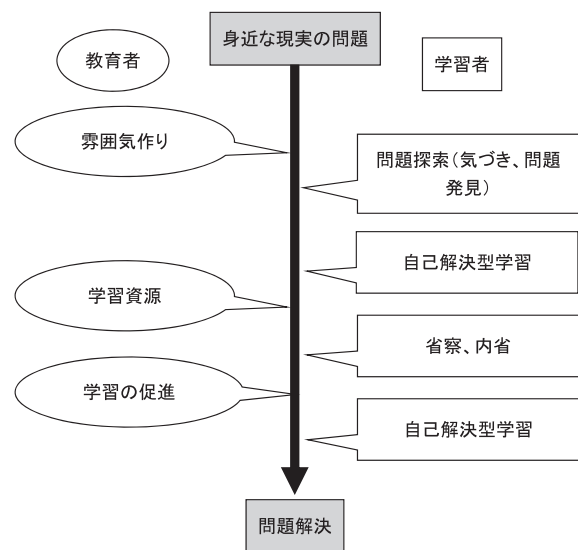 身近な現実の問題
教育者
学習者
雰囲気作り
問題探索（気づき、問題
発見）
自己解決型学習
学習資源
省察、内省
学習の促進
自己解決型学習
問題解決